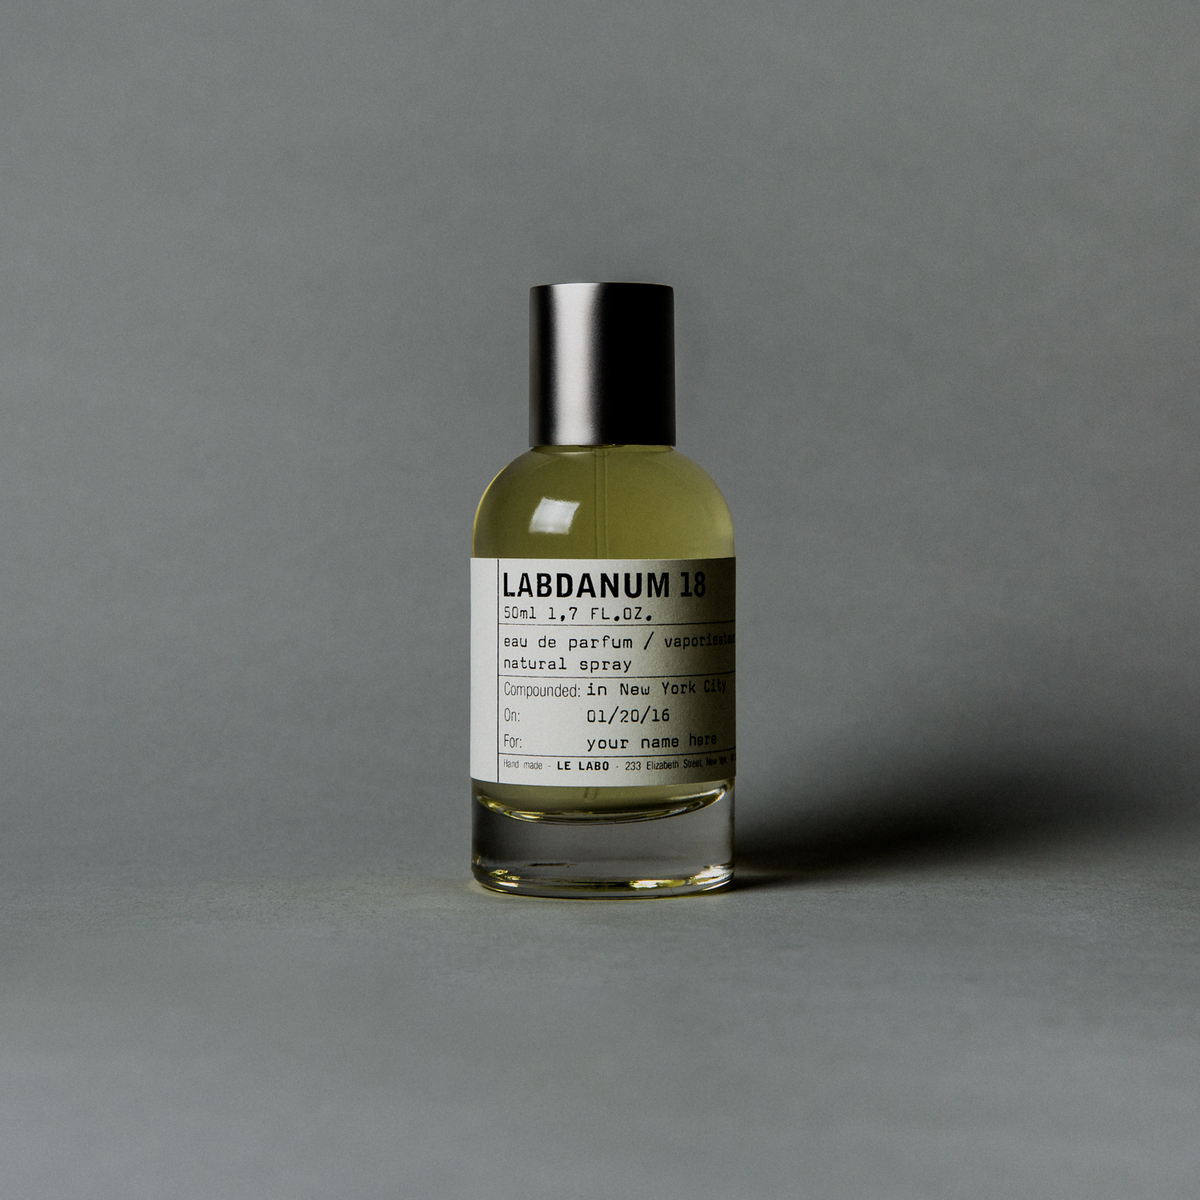 LABDANUM 18
50ml 1,7 FL.OZ.
eau de parfum / vaporisateur
natural spray
Compounded: in New York City
On: 01/20/16
For: your name here
Hand made - LE LABO - 233 Elizabeth Street, New York,